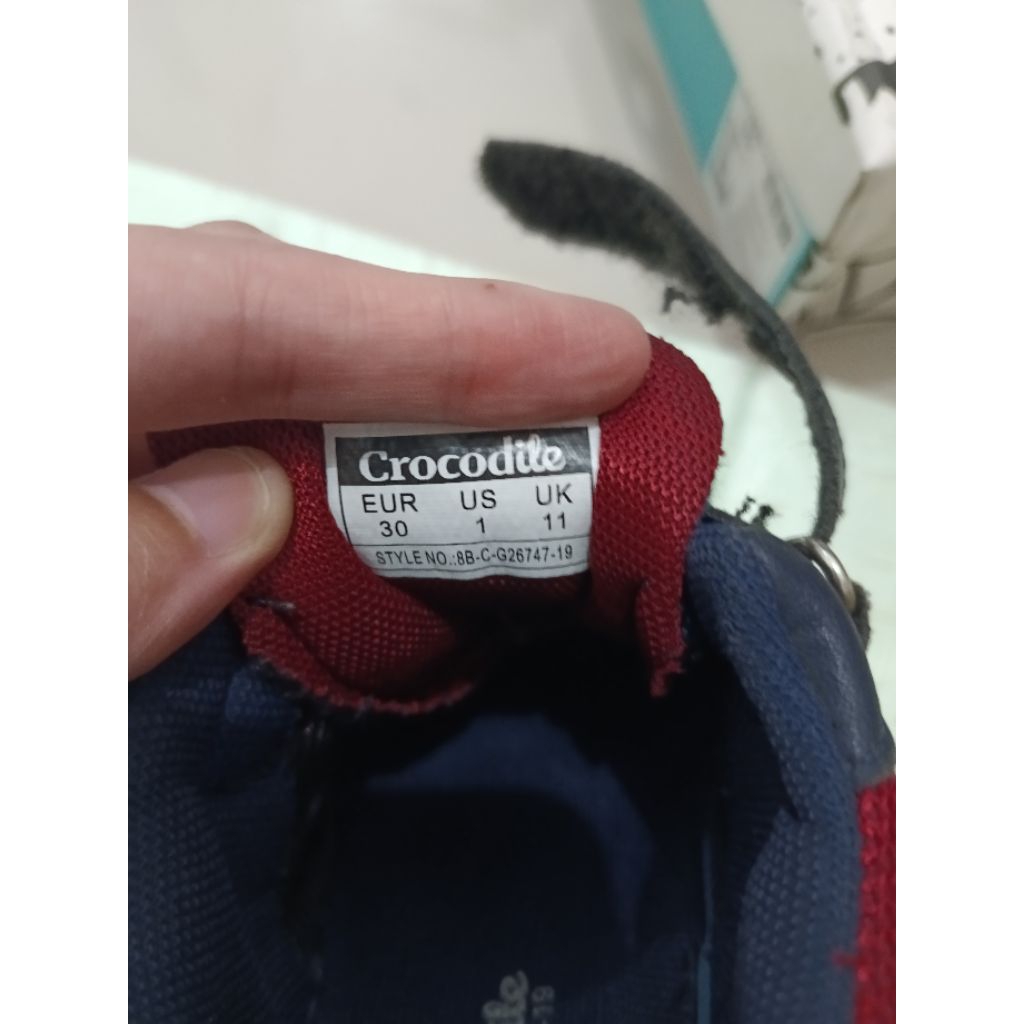 Crocodile
EUR US UK
30 1 11
STYLE NO.:8B-C-G26747-19